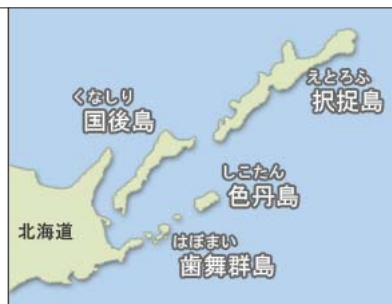 えとろふ
択捉島
くなしり
国後島
しこたん
色丹島
北海道
はぼまい
歯舞群島